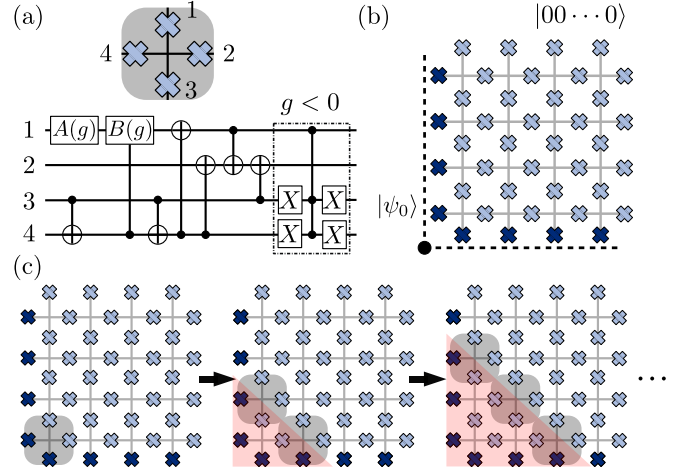 (a)
1
4 2
3
g < 0
1 A(g) B(g)
2
3 X X
4 X X
(b)
|00 ⋯ 0⟩
|ψ₀⟩
(c)
⋯